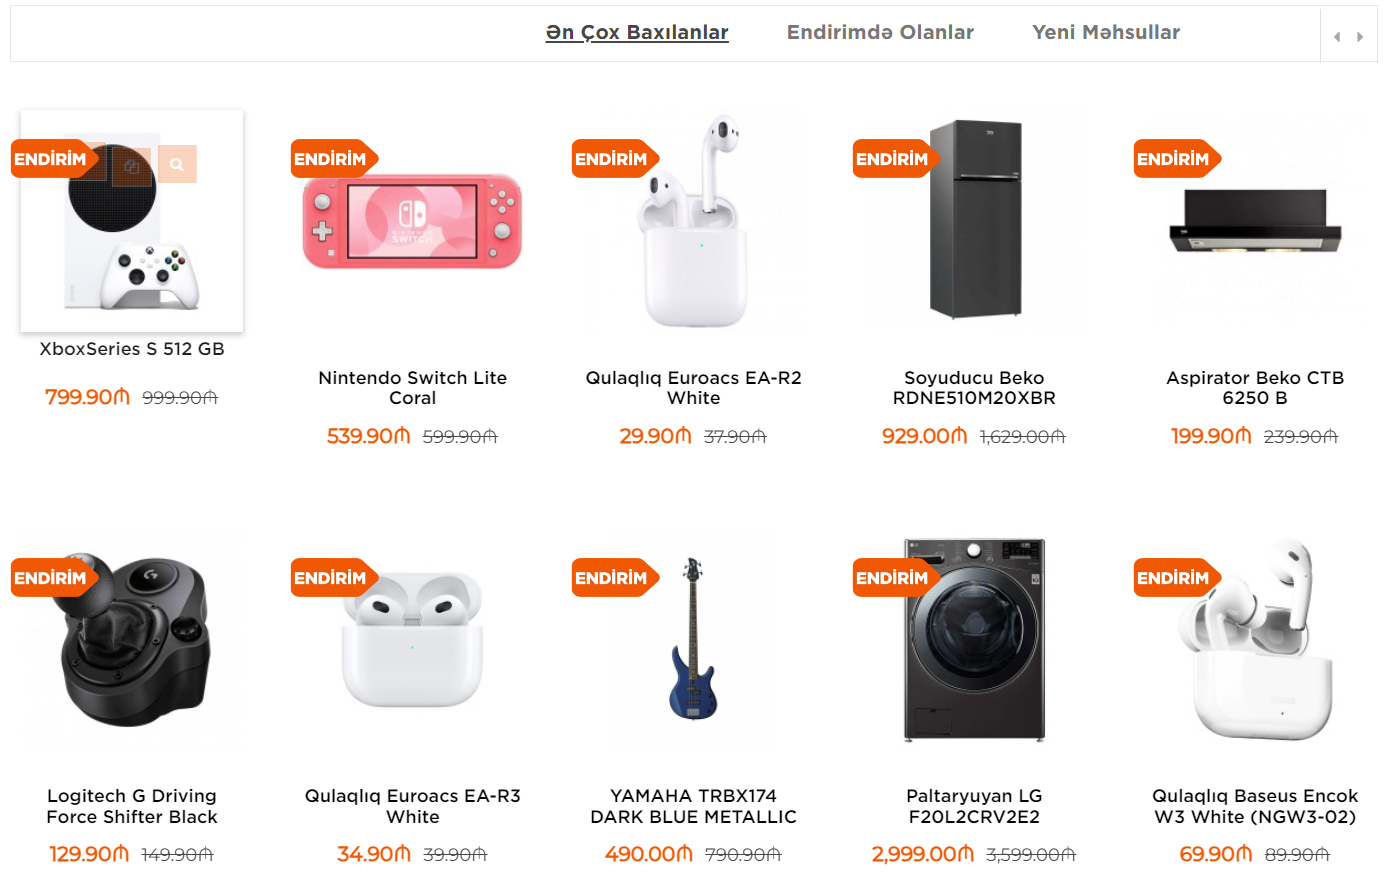 Ən Çox Baxılanlar Endirimdə Olanlar Yeni Məhsullar
ENDİRİM
ENDİRİM
NINTENDO
SWITCH
ENDİRİM
ENDİRİM
ENDİRİM
XboxSeries S 512 GB
799.90₼ 999.90₼
Nintendo Switch Lite
Coral
539.90₼ 599.90₼
Qulaqlıq Euroacs EA-R2
White
29.90₼ 37.90₼
Soyuducu Beko
RDNE510M20XBR
929.00₼ 1,629.00₼
Aspirator Beko CTB
6250 B
199.90₼ 239.90₼
ENDİRİM
ENDİRİM
ENDİRİM
ENDİRİM
ENDİRİM
Logitech G Driving
Force Shifter Black
129.90₼ 149.90₼
Qulaqlıq Euroacs EA-R3
White
34.90₼ 39.90₼
YAMAHA TRBX174
DARK BLUE METALLIC
490.00₼ 790.90₼
Paltaryuyan LG
F20L2CRV2E2
2,999.00₼ 3,599.00₼
Qulaqlıq Baseus Encok
W3 White (NGW3-02)
69.90₼ 89.90₼